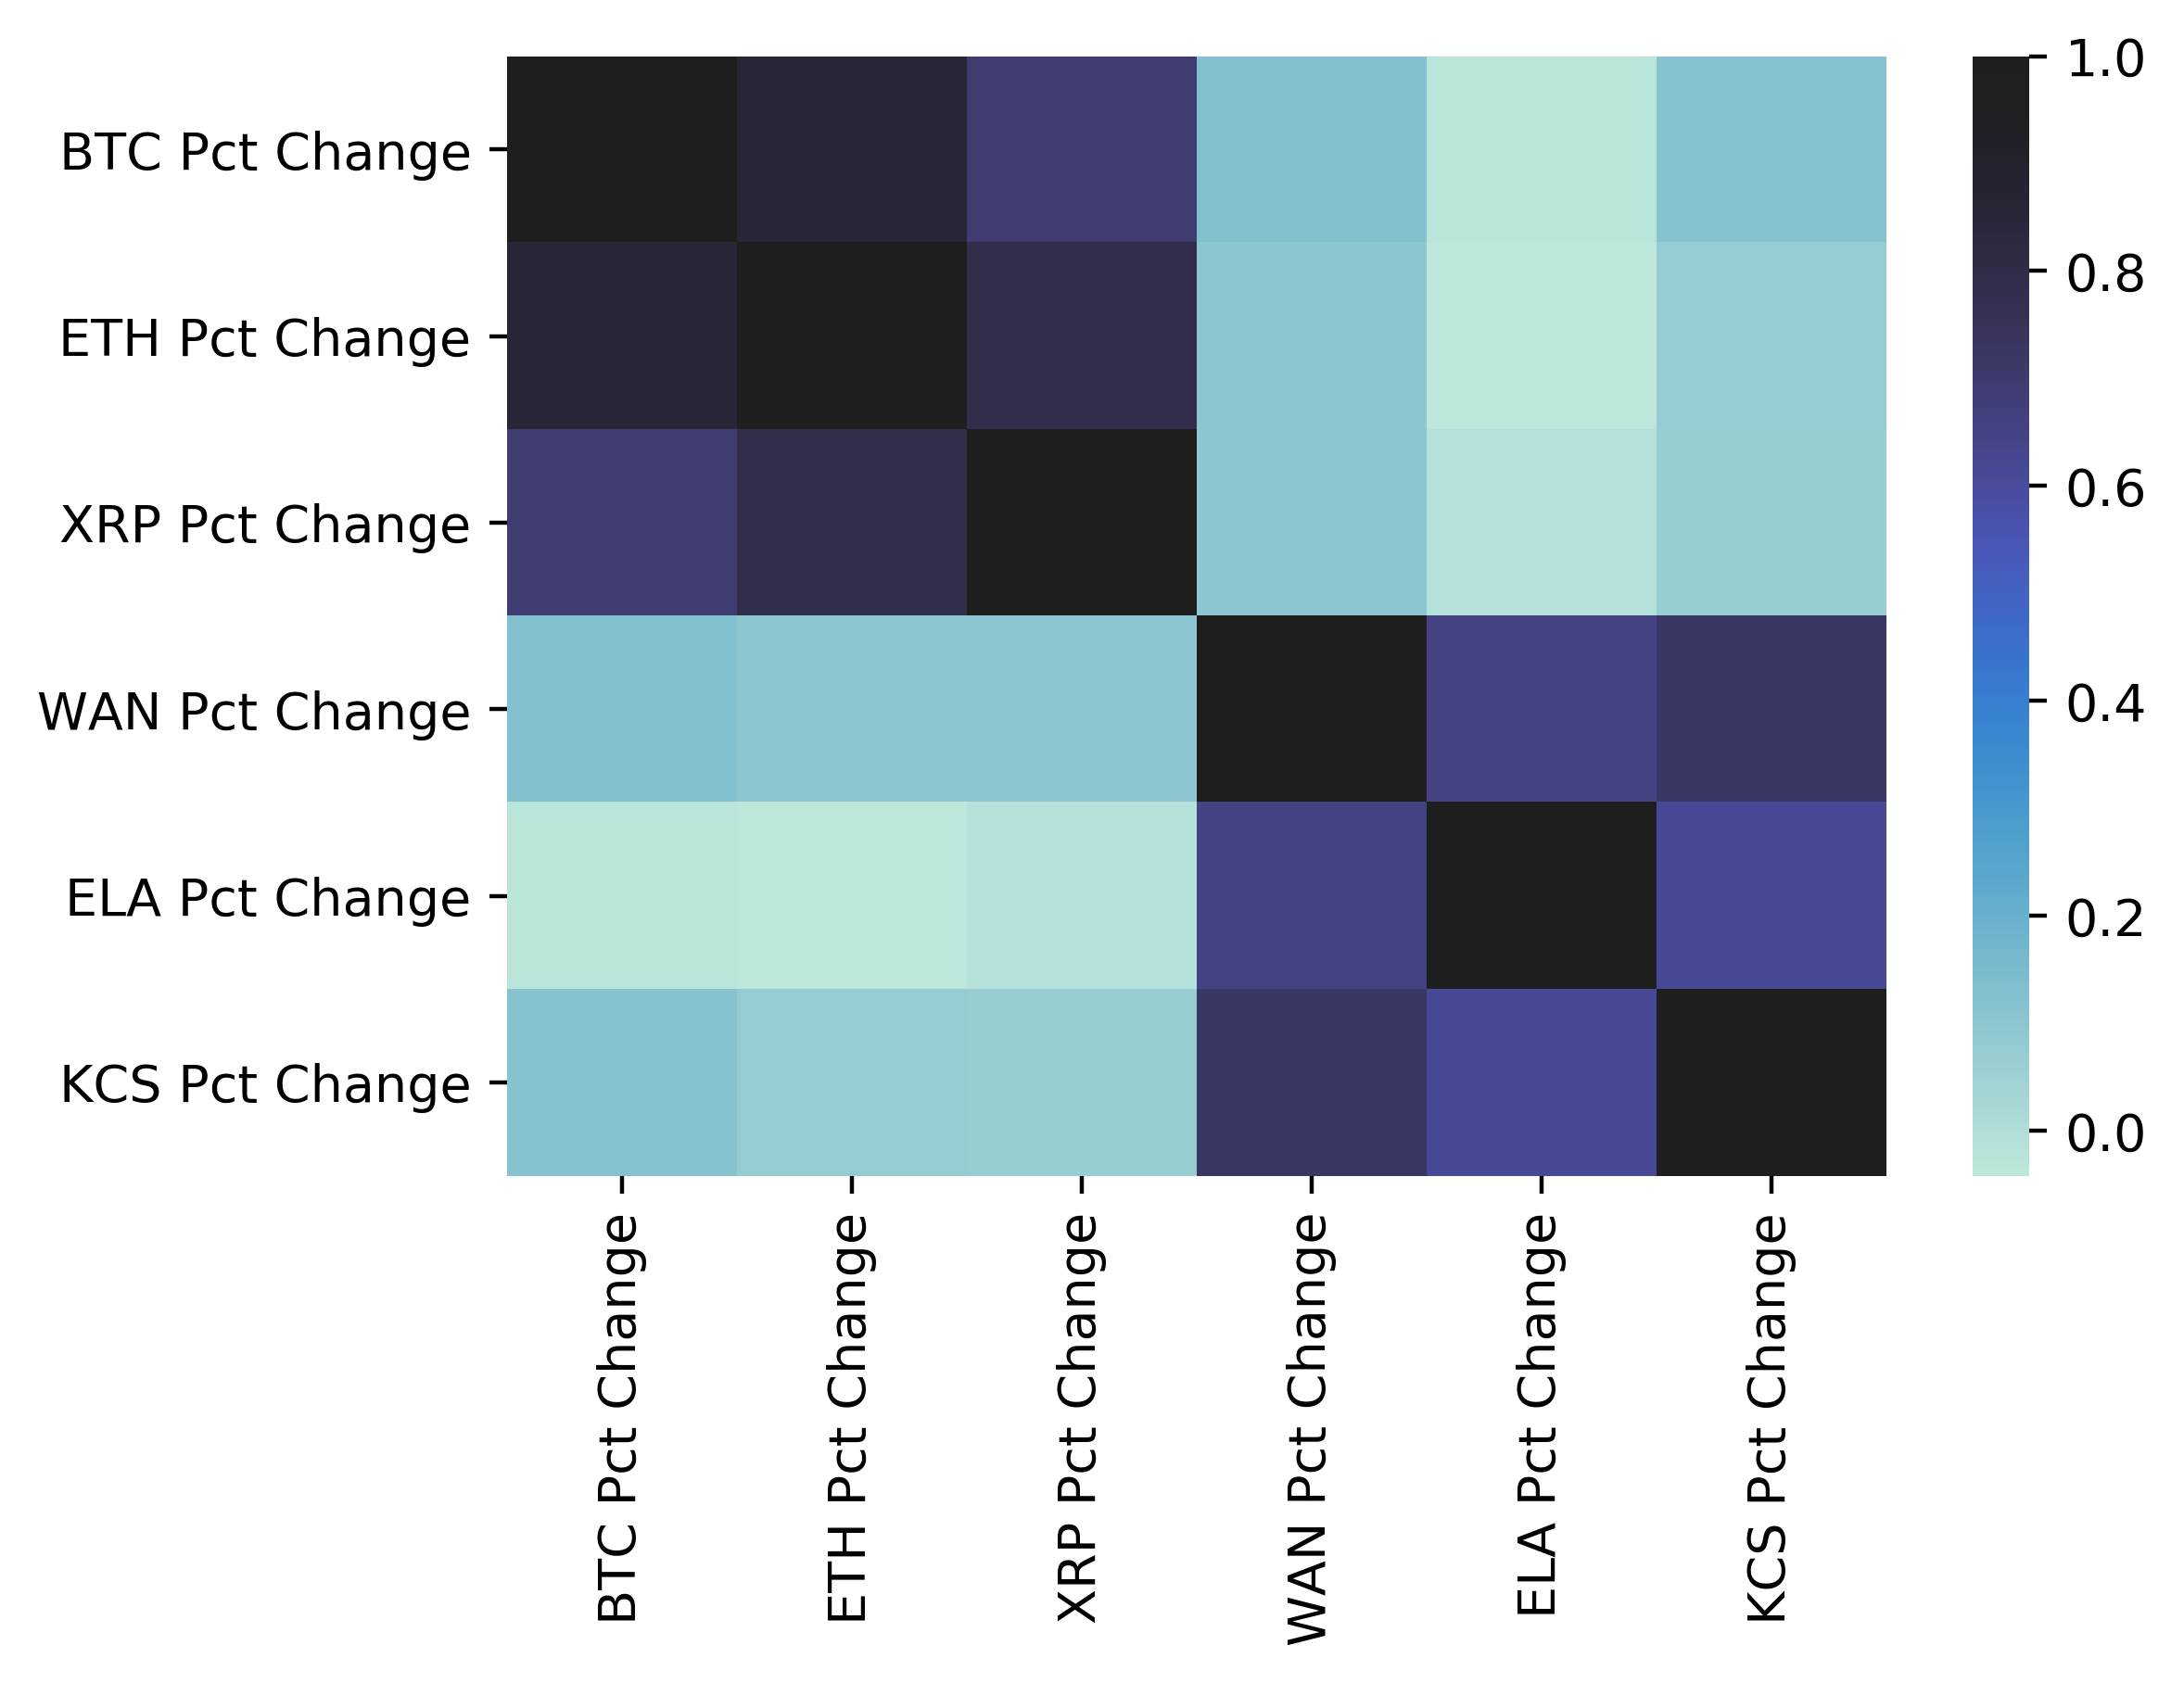 BTC Pct Change
ETH Pct Change
XRP Pct Change
WAN Pct Change
ELA Pct Change
KCS Pct Change
BTC Pct Change
ETH Pct Change
XRP Pct Change
WAN Pct Change
ELA Pct Change
KCS Pct Change
1.0
0.8
0.6
0.4
0.2
0.0